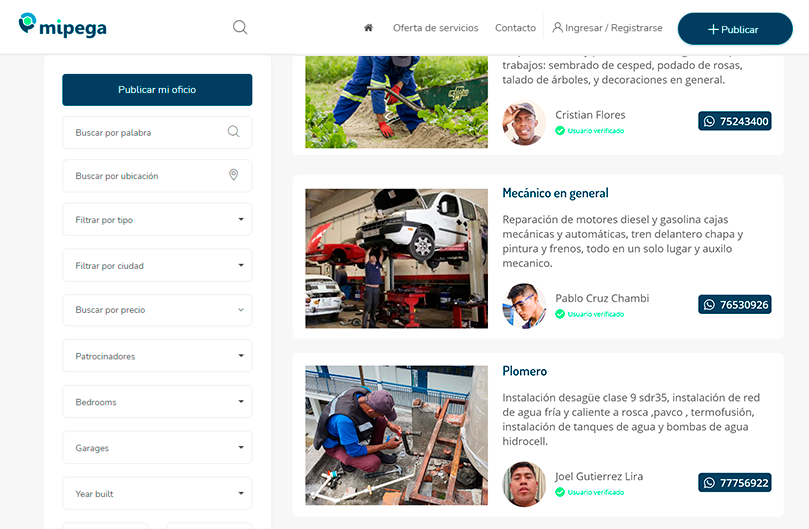 mipega
Oferta de servicios
Contacto
Ingresar / Registrarse
+ Publicar
Publicar mi oficio
Buscar por palabra
Buscar por ubicación
Filtrar por tipo
Filtrar por ciudad
Buscar por precio
Patrocinadores
Bedrooms
Garages
Year built
trabajos: sembrado de cesped, podado de rosas,
talado de árboles, y decoraciones en general.
Cristian Flores
Usuario verificado
75243400
Mecánico en general
Reparación de motores diesel y gasolina cajas
mecánicas y automáticas, tren delantero chapa y
pintura y frenos, todo en un solo lugar y auxilo
mecanico.
Pablo Cruz Chambi
Usuario verificado
76530926
Plomero
Instalación desagüe clase 9 sdr35, instalación de red
de agua fría y caliente a rosca ,pavco , termofusión,
instalación de tanques de agua y bombas de agua
hidrocell.
Joel Gutierrez Lira
Usuario verificado
77756922